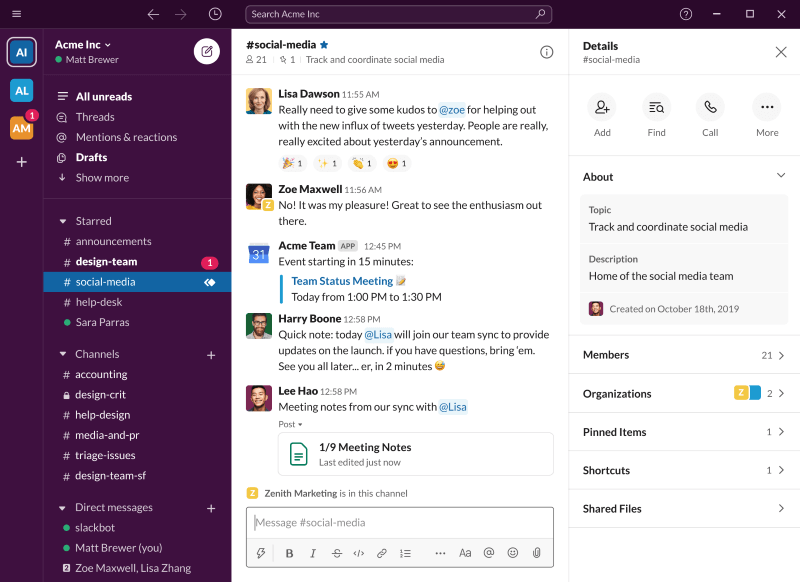 Search Acme Inc
AI
AL
AM
1
Acme Inc
Matt Brewer
All unreads
Threads
Mentions & reactions
Drafts
Show more
Starred
# announcements
# design-team 1
# social-media
# help-desk
Sara Parras
Channels
# accounting
design-crit
# help-design
# media-and-pr
# triage-issues
# design-team-sf
Direct messages
slackbot
Matt Brewer (you)
2 Zoe Maxwell, Lisa Zhang
#social-media
21 | 1 | Track and coordinate social media
Lisa Dawson 11:55 AM
Really need to give some kudos to @zoe for helping out
with the new influx of tweets yesterday. People are really,
really excited about yesterday's announcement.
1 1 1 1
Z
Zoe Maxwell 11:56 AM
No! It was my pleasure! Great to see the enthusiasm out
there.
31
Acme Team APP 12:45 PM
Event starting in 15 minutes:
Team Status Meeting
Today from 1:00 PM to 1:30 PM
Harry Boone 12:58 PM
Quick note: today @Lisa will join our team sync to provide
updates on the launch. if you have questions, bring 'em.
See you all later... er, in 2 minutes
Lee Hao 12:58 PM
Meeting notes from our sync with @Lisa
Post
1/9 Meeting Notes
Last edited just now
Z Zenith Marketing is in this channel
Message #social-media
B I S </> Aa @
Details
#social-media
Add Find Call More
About
Topic
Track and coordinate social media
Description
Home of the social media team
Created on October 18th, 2019
Members 21
Organizations Z 2
Pinned Items 1
Shortcuts 1
Shared Files